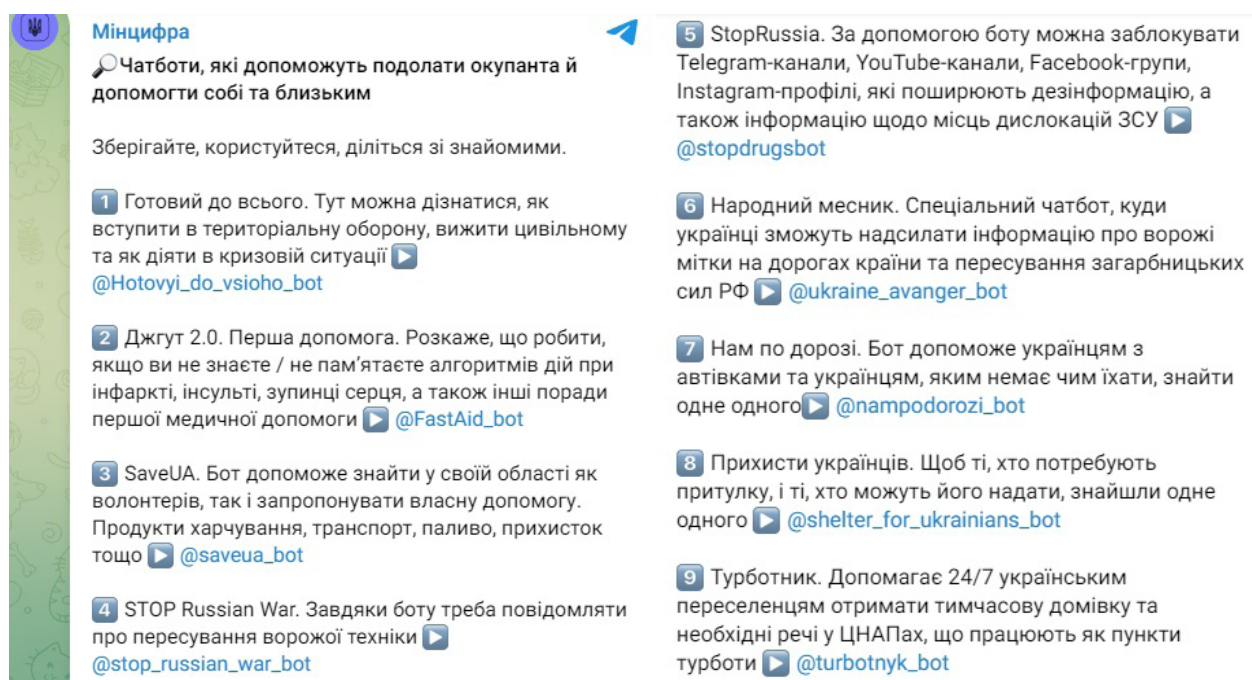 Мінцифра
🔎Чатботи, які допоможуть подолати окупанта й
допомогти собі та близьким
Зберігайте, користуйтеся, діліться зі знайомими.
1️⃣ Готовий до всього. Тут можна дізнатися, як
вступити в територіальну оборону, вижити цивільному
та як діяти в кризовій ситуації ▶️
@Hotovyi_do_vsioho_bot
2️⃣ Джгут 2.0. Перша допомога. Розкаже, що робити,
якщо ви не знаєте / не пам’ятаєте алгоритмів дій при
інфаркті, інсульті, зупинці серця, а також інші поради
першої медичної допомоги ▶️ @FastAid_bot
3️⃣ SaveUA. Бот допоможе знайти у своїй області як
волонтерів, так і запропонувати власну допомогу.
Продукти харчування, транспорт, паливо, прихисток
тощо ▶️ @saveua_bot
4️⃣ STOP Russian War. Завдяки боту треба повідомляти
про пересування ворожої техніки ▶️
@stop_russian_war_bot
5️⃣ StopRussia. За допомогою боту можна заблокувати
Telegram-канали, YouTube-канали, Facebook-групи,
Instagram-профілі, які поширюють дезінформацію, а
також інформацію щодо місць дислокацій ЗСУ ▶️
@stopdrugsbot
6️⃣ Народний месник. Спеціальний чатбот, куди
українці зможуть надсилати інформацію про ворожі
мітки на дорогах країни та пересування загарбницьких
сил РФ ▶️ @ukraine_avanger_bot
7️⃣ Нам по дорозі. Бот допоможе українцям з
автівками та українцям, яким немає чим їхати, знайти
одне одного▶️ @nampodorozi_bot
8️⃣ Прихисти українців. Щоб ті, хто потребують
притулку, і ті, хто можуть його надати, знайшли одне
одного ▶️ @shelter_for_ukrainians_bot
9️⃣ Турботник. Допомагає 24/7 українським
переселенцям отримати тимчасову домівку та
необхідні речі у ЦНАПах, що працюють як пункти
турботи ▶️ @turbotnyk_bot